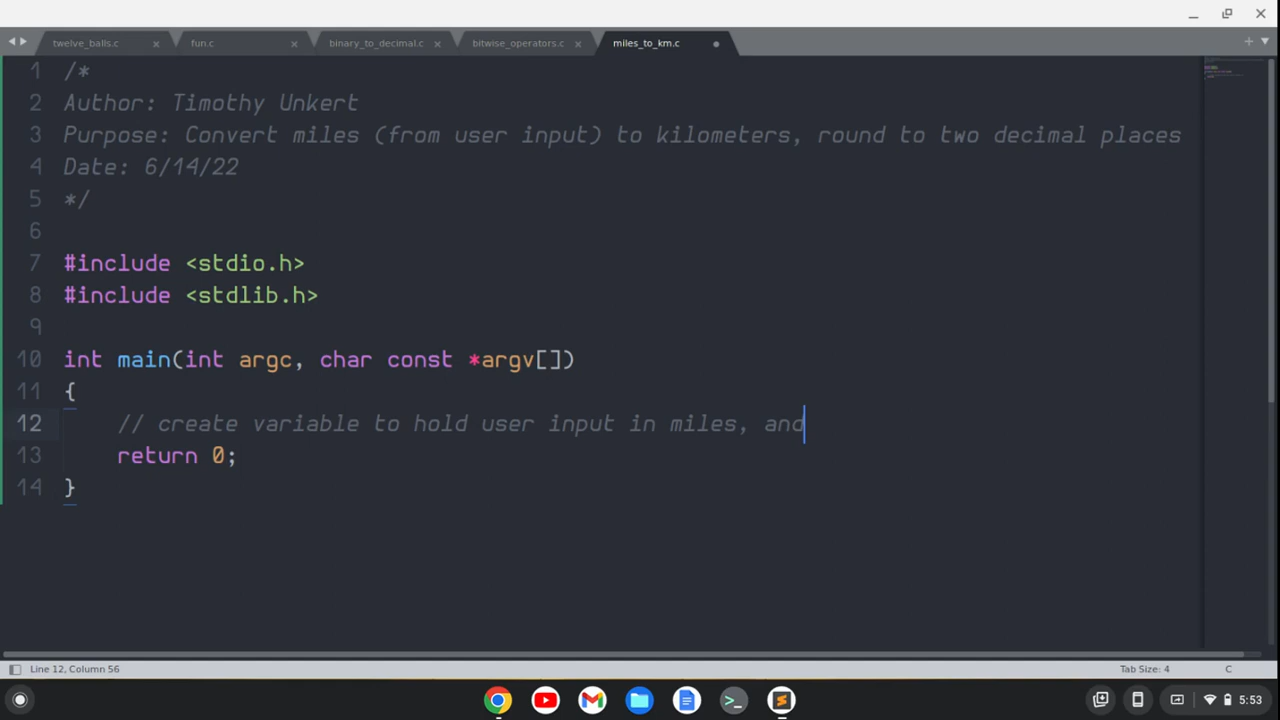 twelve_balls.c fun.c binary_to_decimal.c bitwise_operators.c miles_to_km.c
1 /*
2 Author: Timothy Unkert
3 Purpose: Convert miles (from user input) to kilometers, round to two decimal places
4 Date: 6/14/22
5 */
6
7 #include <stdio.h>
8 #include <stdlib.h>
9
10 int main(int argc, char const *argv[])
11 {
12 // create variable to hold user input in miles, and
13 return 0;
14 }
Line 12, Column 56 Tab Size: 4 C
5:53